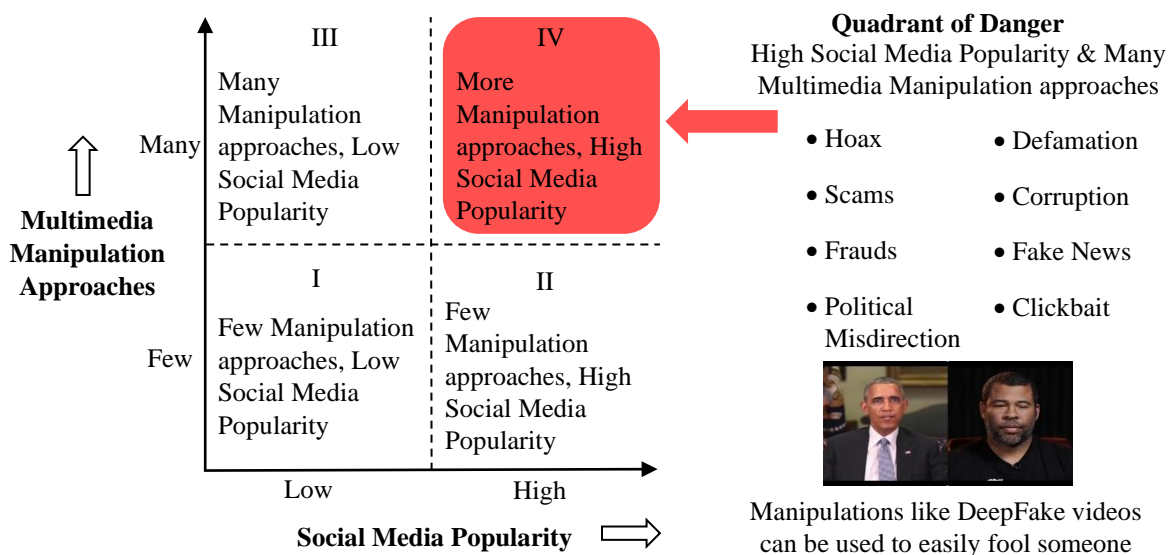 III
Many
Manipulation
approaches, Low
Social Media
Popularity
IV
More
Manipulation
approaches, High
Social Media
Popularity
Many
Multimedia
Manipulation
Approaches
Few
I
Few Manipulation
approaches, Low
Social Media
Popularity
II
Few
Manipulation
approaches, High
Social Media
Popularity
Low
High
Social Media Popularity
Quadrant of Danger
High Social Media Popularity & Many
Multimedia Manipulation approaches
• Hoax
• Scams
• Frauds
• Political
Misdirection
• Defamation
• Corruption
• Fake News
• Clickbait
Manipulations like DeepFake videos
can be used to easily fool someone